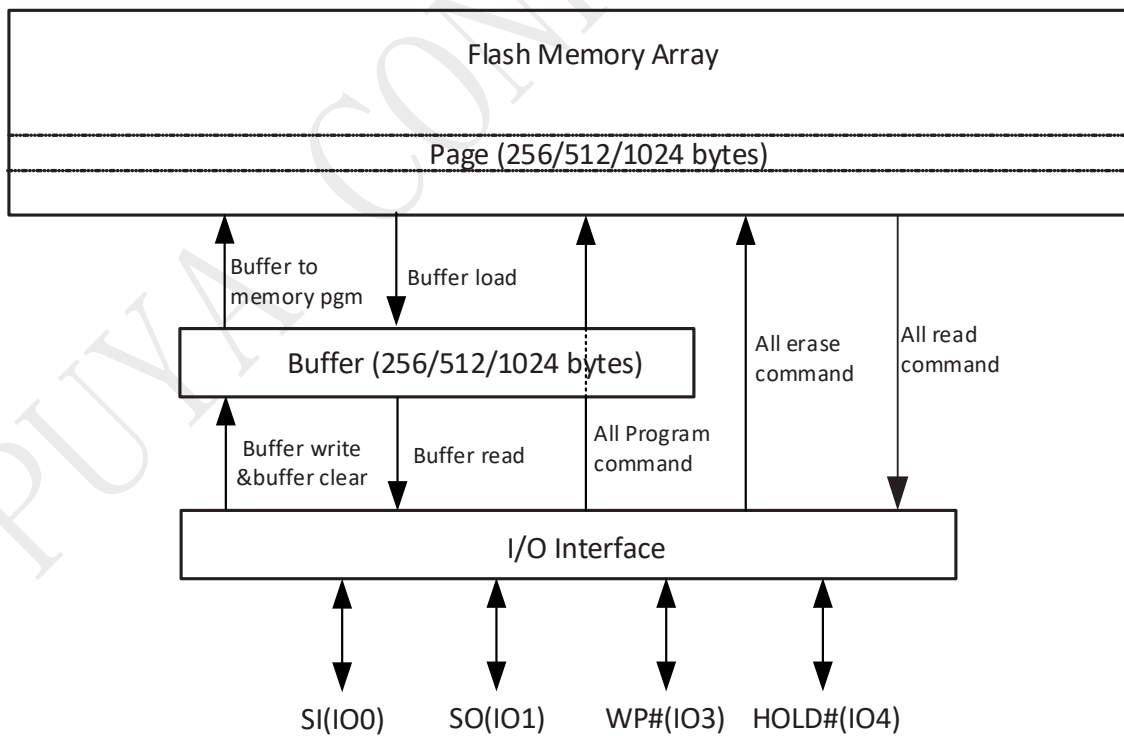 Flash Memory Array
Page (256/512/1024 bytes)
Buffer to
memory pgm
Buffer load
Buffer (256/512/1024 bytes)
All erase
command
All read
command
Buffer write
&buffer clear
Buffer read
All Program
command
I/O Interface
SI(IO0)
SO(IO1)
WP#(IO3)
HOLD#(IO4)
PUYA CON